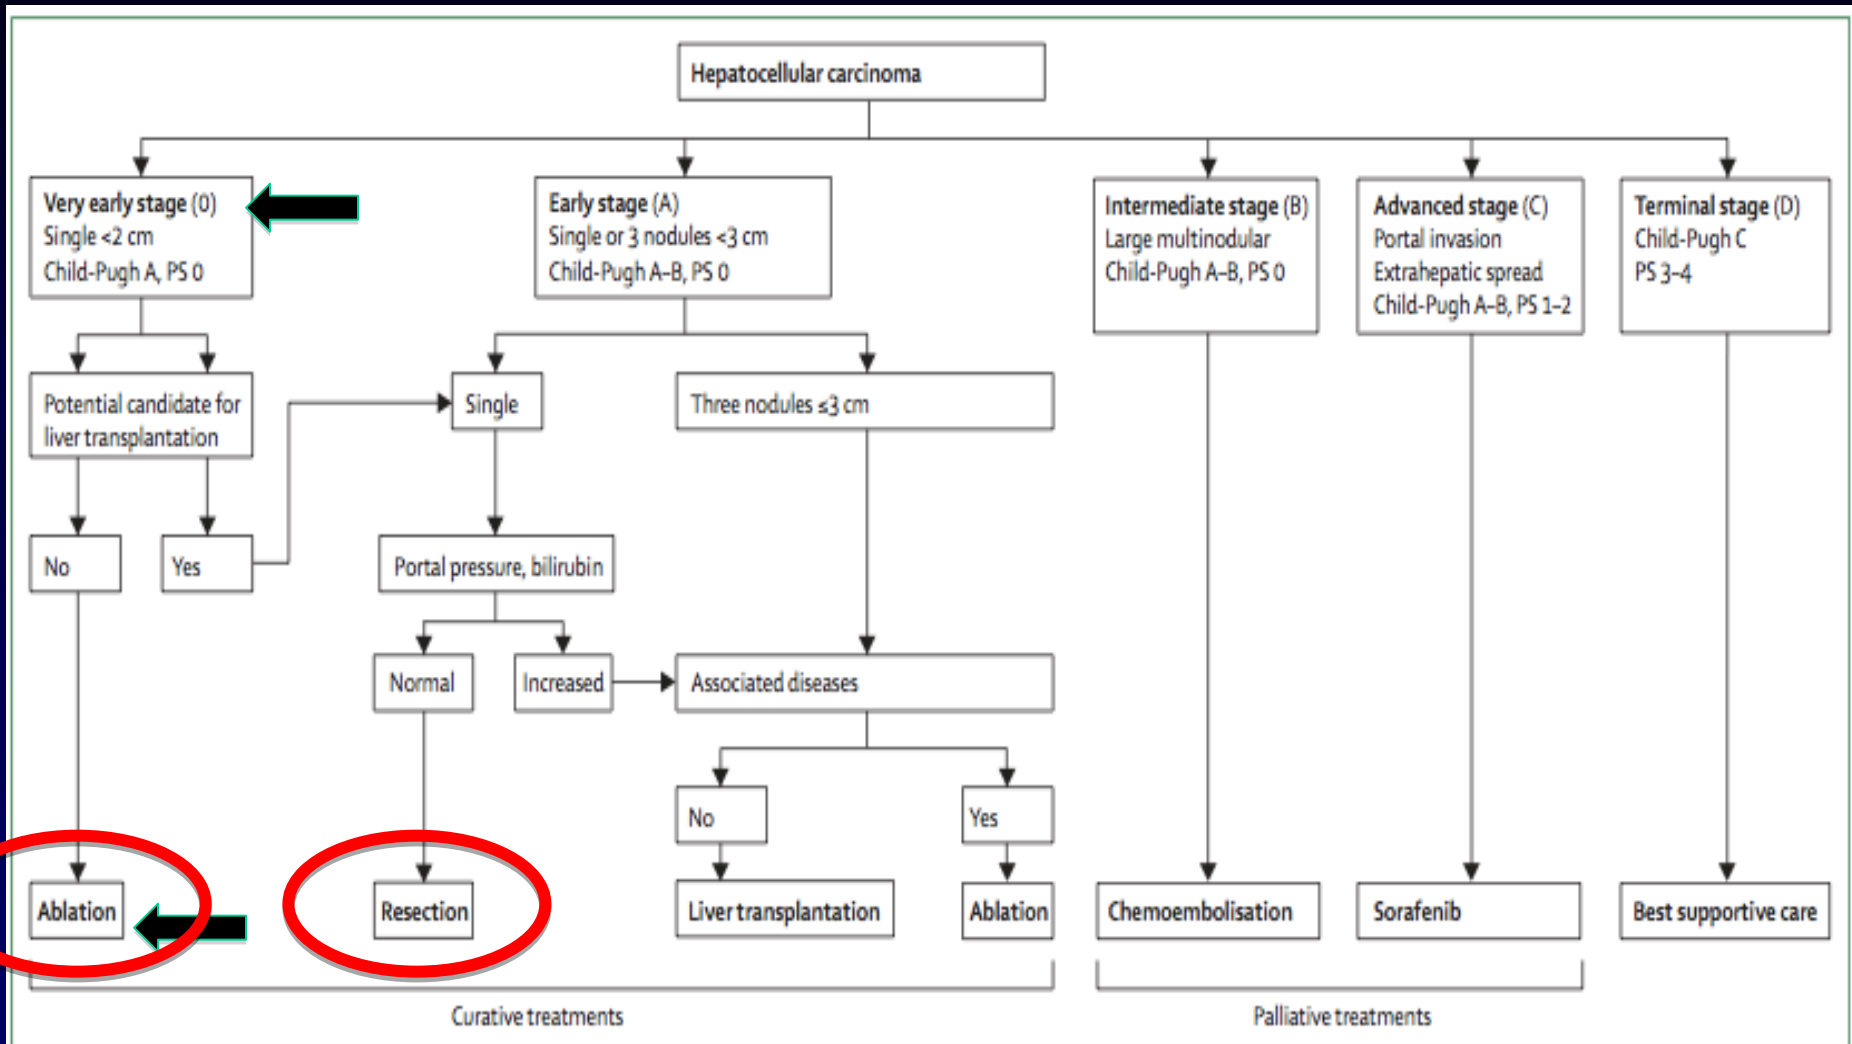 Hepatocellular carcinoma
Very early stage (0)
Single <2 cm
Child-Pugh A, PS 0
Early stage (A)
Single or 3 nodules <3 cm
Child-Pugh A–B, PS 0
Intermediate stage (B)
Large multinodular
Child-Pugh A–B, PS 0
Advanced stage (C)
Portal invasion
Extrahepatic spread
Child-Pugh A–B, PS 1–2
Terminal stage (D)
Child-Pugh C
PS 3–4
Potential candidate for
liver transplantation
Single
Three nodules ≤3 cm
No
Yes
Portal pressure, bilirubin
Normal
Increased
Associated diseases
No
Yes
Ablation
Resection
Liver transplantation
Ablation
Chemoembolisation
Sorafenib
Best supportive care
Curative treatments
Palliative treatments